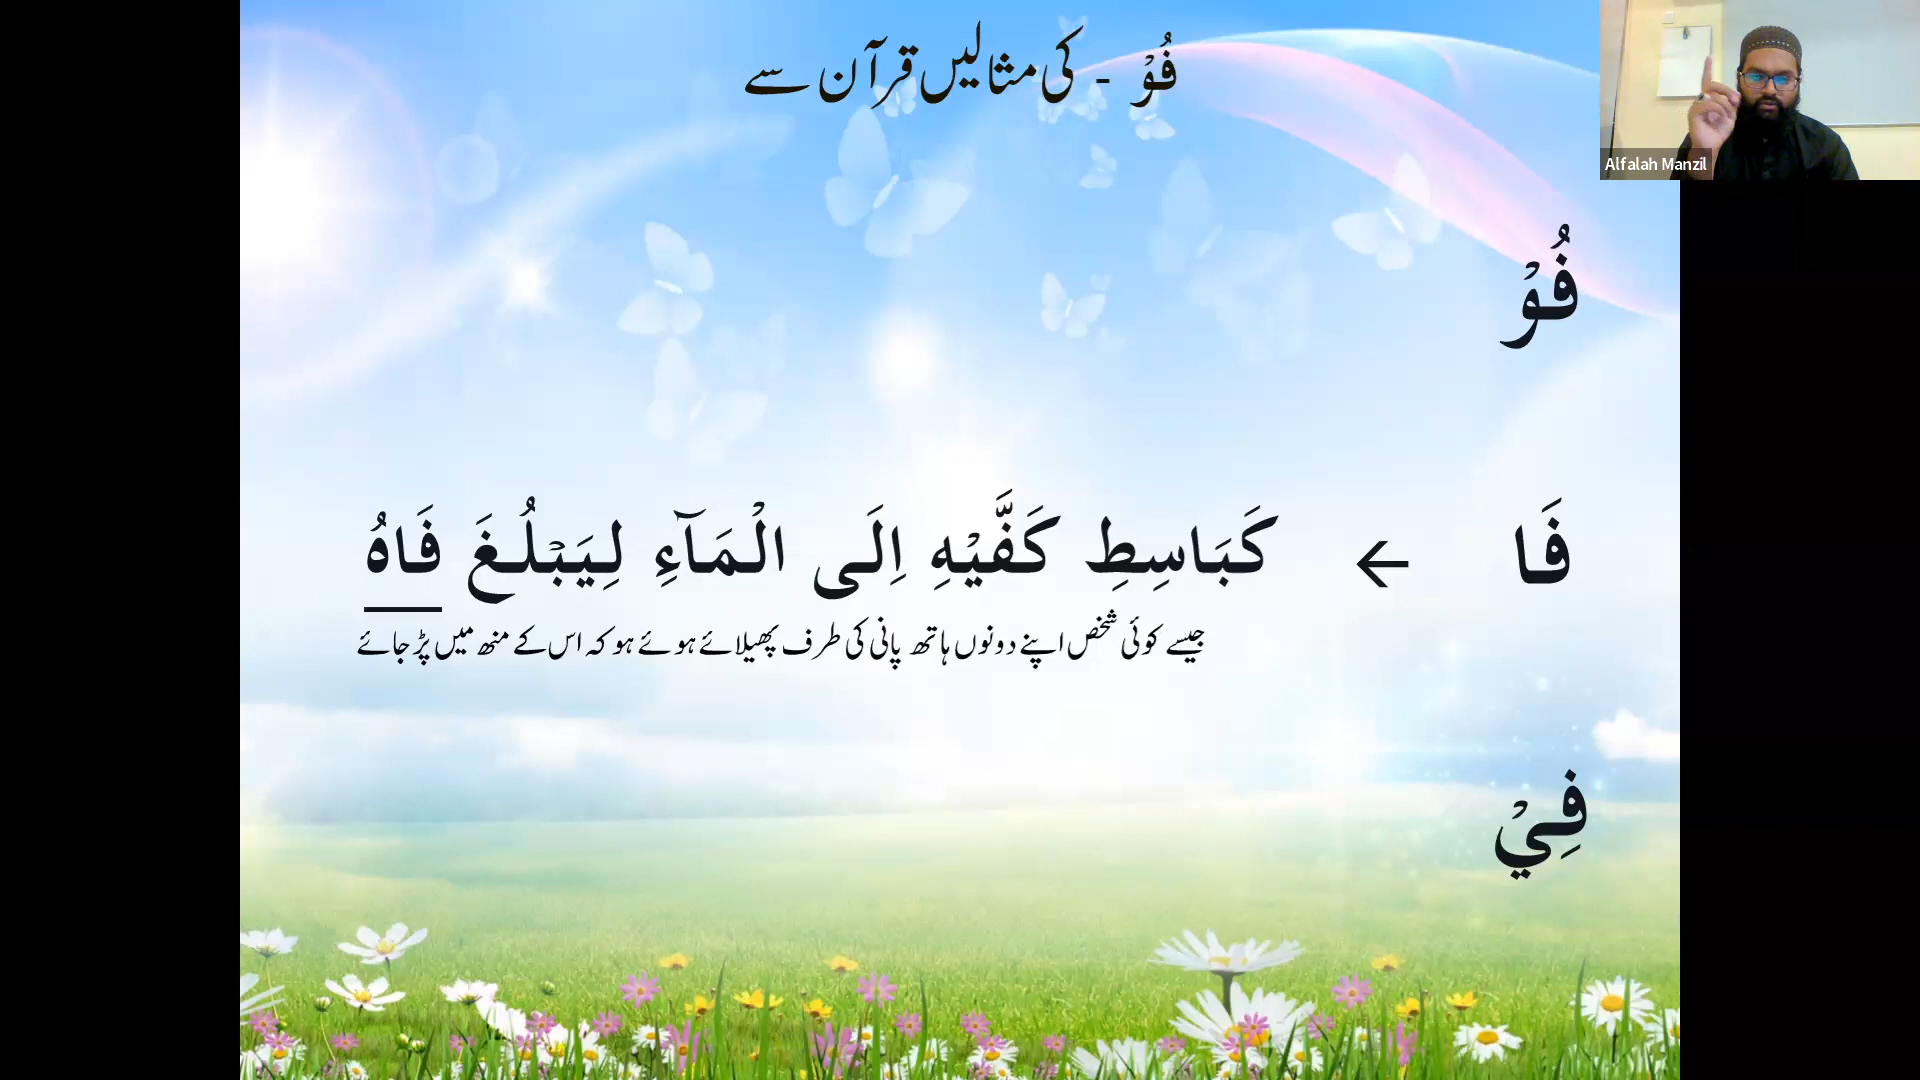 فُوْ - کی مثالیں قرآن سے
Alfalah Manzil
فُوْ
فَا ← كَبَاسِطِ كَفَّيْهِ اِلَى الْمَآءِ لِيَبْلُغَ فَاهُ
جیسے کوئی شخص اپنے دونوں ہاتھ پانی کی طرف پھیلائے ہوئے ہو کہ اس کے منھ میں پڑ جائے
فِيْ